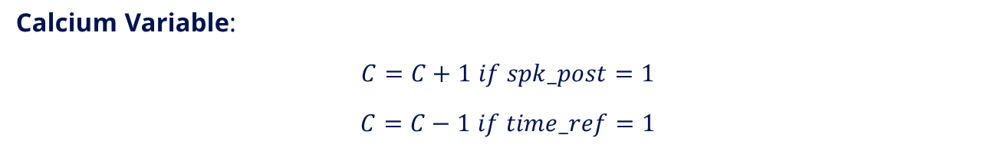 Calcium Variable:
C = C + 1 if spk_post = 1
C = C − 1 if time_ref = 1